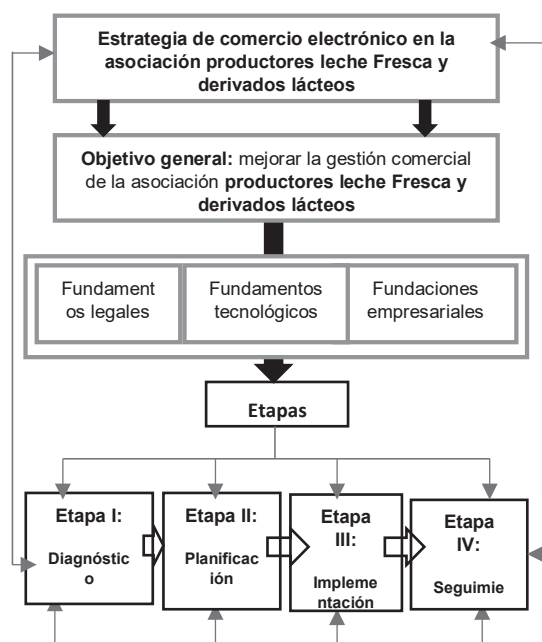 Estrategia de comercio electrónico en la
asociación productores leche Fresca y
derivados lácteos
Objetivo general: mejorar la gestión comercial
de la asociación productores leche Fresca y
derivados lácteos
Fundament
os legales
Fundamentos
tecnológicos
Fundaciones
empresariales
Etapas
Etapa I:
Diagnóstic
o
Etapa II:
Planificac
ión
Etapa
III:
Impleme
ntación
Etapa
IV:
Seguimie